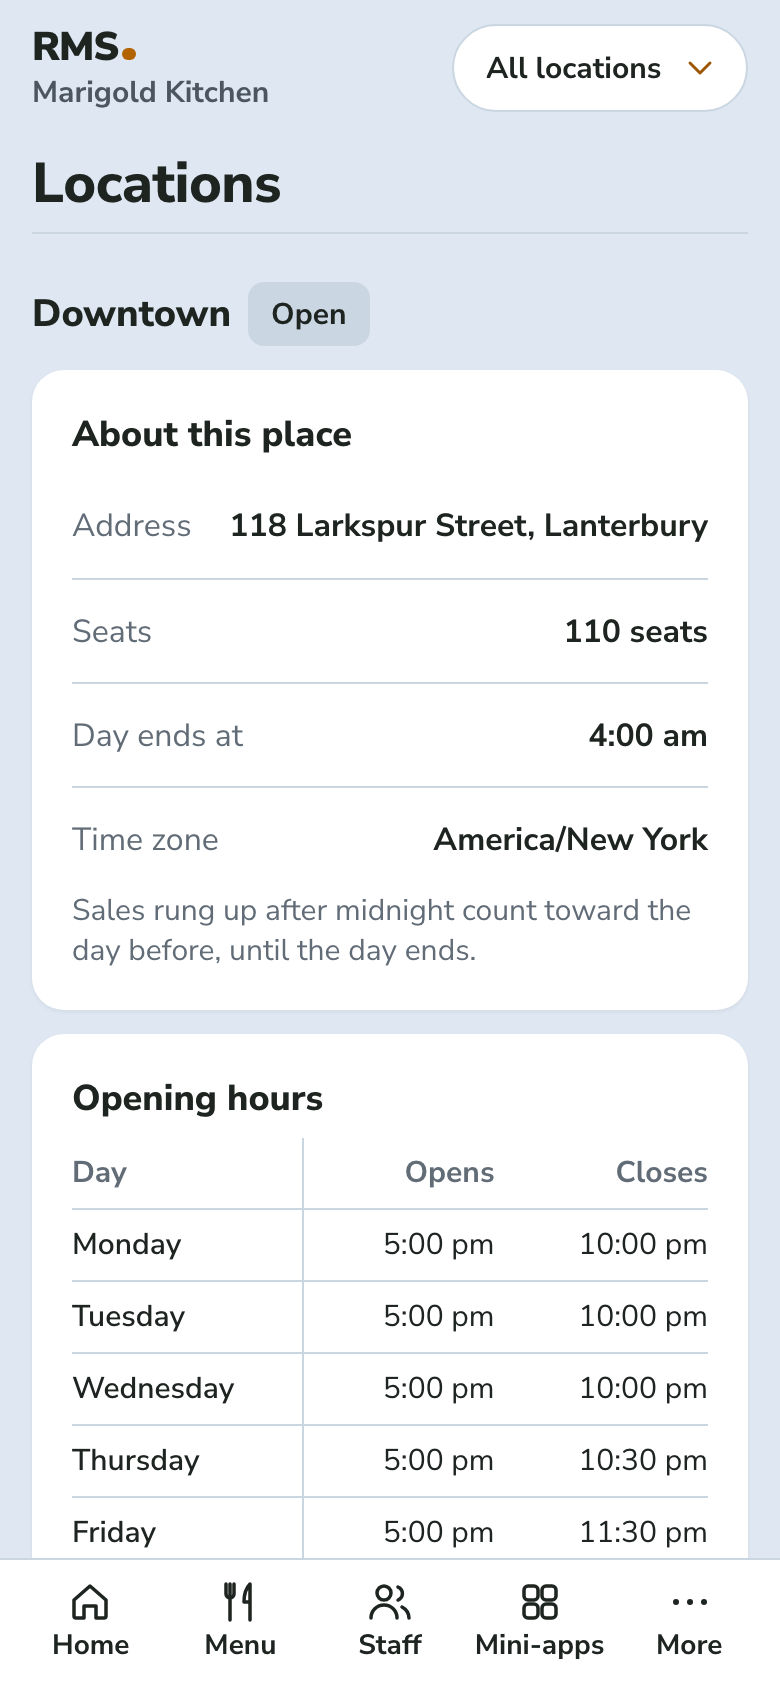 RMS.
Marigold Kitchen
All locations
Locations
Downtown Open
About this place
Address 118 Larkspur Street, Lanterbury
Seats 110 seats
Day ends at 4:00 am
Time zone America/New York
Sales rung up after midnight count toward the
day before, until the day ends.
Opening hours
Day Opens Closes
Monday 5:00 pm 10:00 pm
Tuesday 5:00 pm 10:00 pm
Wednesday 5:00 pm 10:00 pm
Thursday 5:00 pm 10:30 pm
Friday 5:00 pm 11:30 pm
Home Menu Staff Mini-apps More